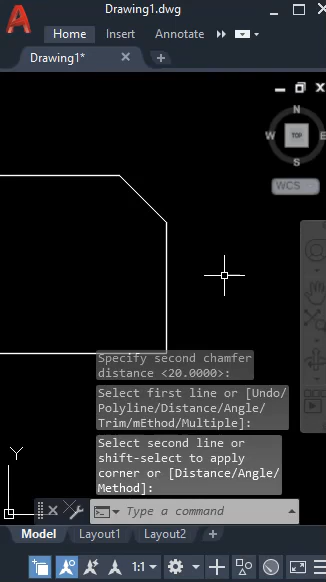 Drawing1.dwg
Home Insert Annotate
Drawing1*
N
W TOP E
S
WCS
Specify second chamfer
distance <20.0000>:
Select first line or [Undo/
Polyline/Distance/Angle/
Trim/mEthod/Multiple]:
Select second line or
shift-select to apply
corner or [Distance/Angle/
Method]:
Y
Type a command
Model Layout1 Layout2
1:1